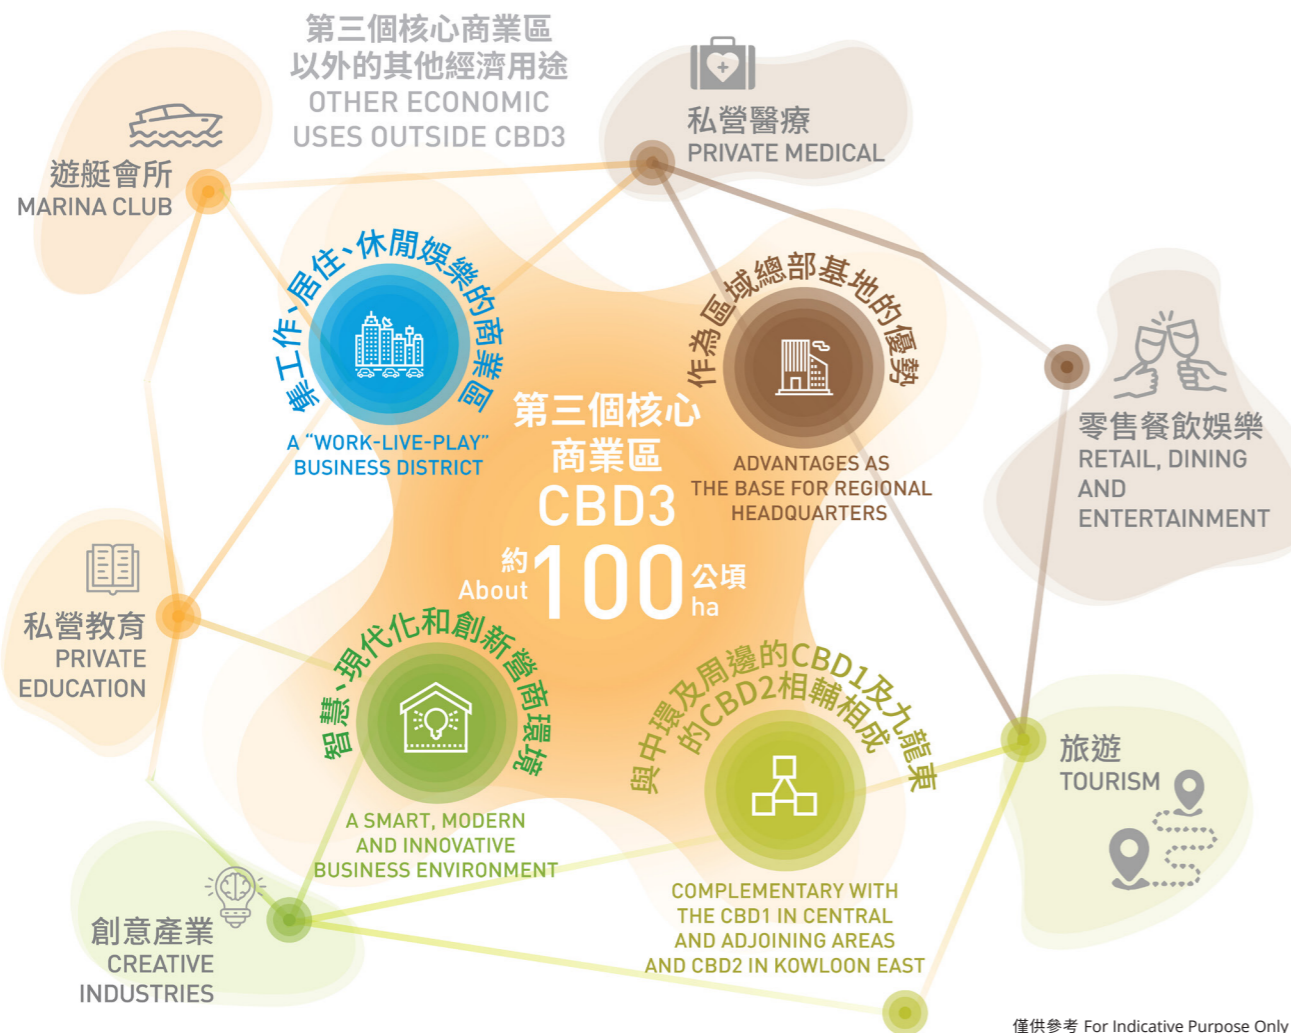 第三個核心商業區
以外的其他經濟用途
OTHER ECONOMIC
USES OUTSIDE CBD3
私營醫療
PRIVATE MEDICAL
遊艇會所
MARINA CLUB
集工作、居住、休閒娛樂的商業區
A “WORK-LIVE-PLAY”
BUSINESS DISTRICT
作為區域總部基地的優勢
ADVANTAGES AS
THE BASE FOR REGIONAL
HEADQUARTERS
零售餐飲娛樂
RETAIL, DINING
AND
ENTERTAINMENT
第三個核心
商業區
CBD3
約 100 公頃
About ha
私營教育
PRIVATE
EDUCATION
智慧、現代化和創新營商環境
A SMART, MODERN
AND INNOVATIVE
BUSINESS ENVIRONMENT
與中環及周邊的CBD1及九龍東
的CBD2相輔相成
COMPLEMENTARY WITH
THE CBD1 IN CENTRAL
AND ADJOINING AREAS
AND CBD2 IN KOWLOON EAST
旅遊
TOURISM
創意產業
CREATIVE
INDUSTRIES
僅供參考 For Indicative Purpose Only